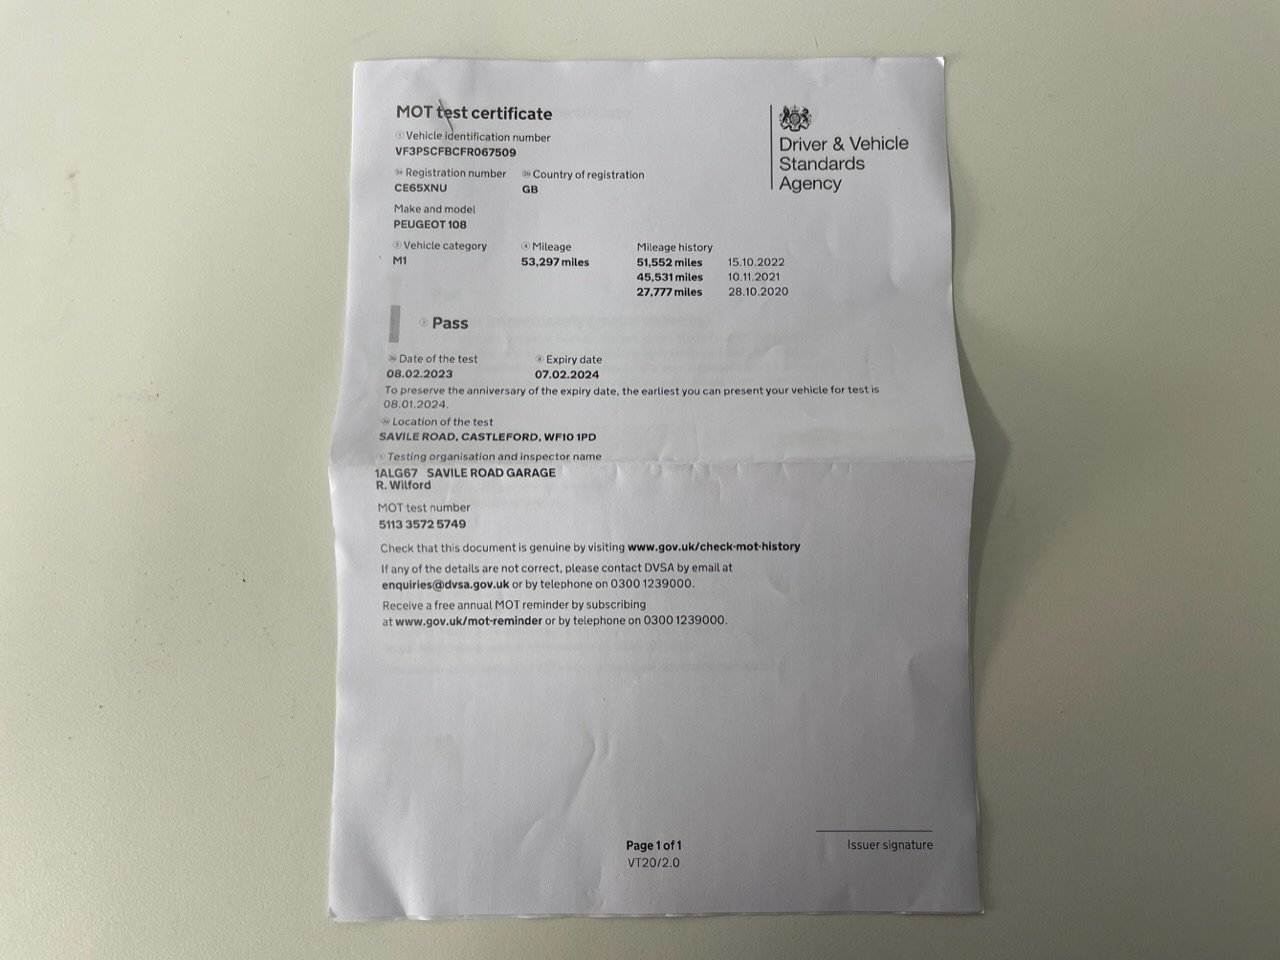 MOT test certificate
① Vehicle identification number
VF3PSCFBCFR067509
Registration number
CE65XNU
Country of registration
GB
Make and model
PEUGEOT 108
Vehicle category
M1
④ Mileage
53,297 miles
Mileage history
51,552 miles 15.10.2022
45,531 miles 10.11.2021
27,777 miles 28.10.2020
Driver & Vehicle
Standards
Agency
Pass
Date of the test
08.02.2023
Expiry date
07.02.2024
To preserve the anniversary of the expiry date, the earliest you can present your vehicle for test is
08.01.2024.
Location of the test
SAVILE ROAD, CASTLEFORD, WF10 1PD
Testing organisation and inspector name
1ALG67 SAVILE ROAD GARAGE
R. Wilford
MOT test number
5113 3572 5749
Check that this document is genuine by visiting www.gov.uk/check-mot-history
If any of the details are not correct, please contact DVSA by email at
enquiries@dvsa.gov.uk or by telephone on 0300 1239000.
Receive a free annual MOT reminder by subscribing
at www.gov.uk/mot-reminder or by telephone on 0300 1239000.
Page 1 of 1
VT20/2.0
Issuer signature